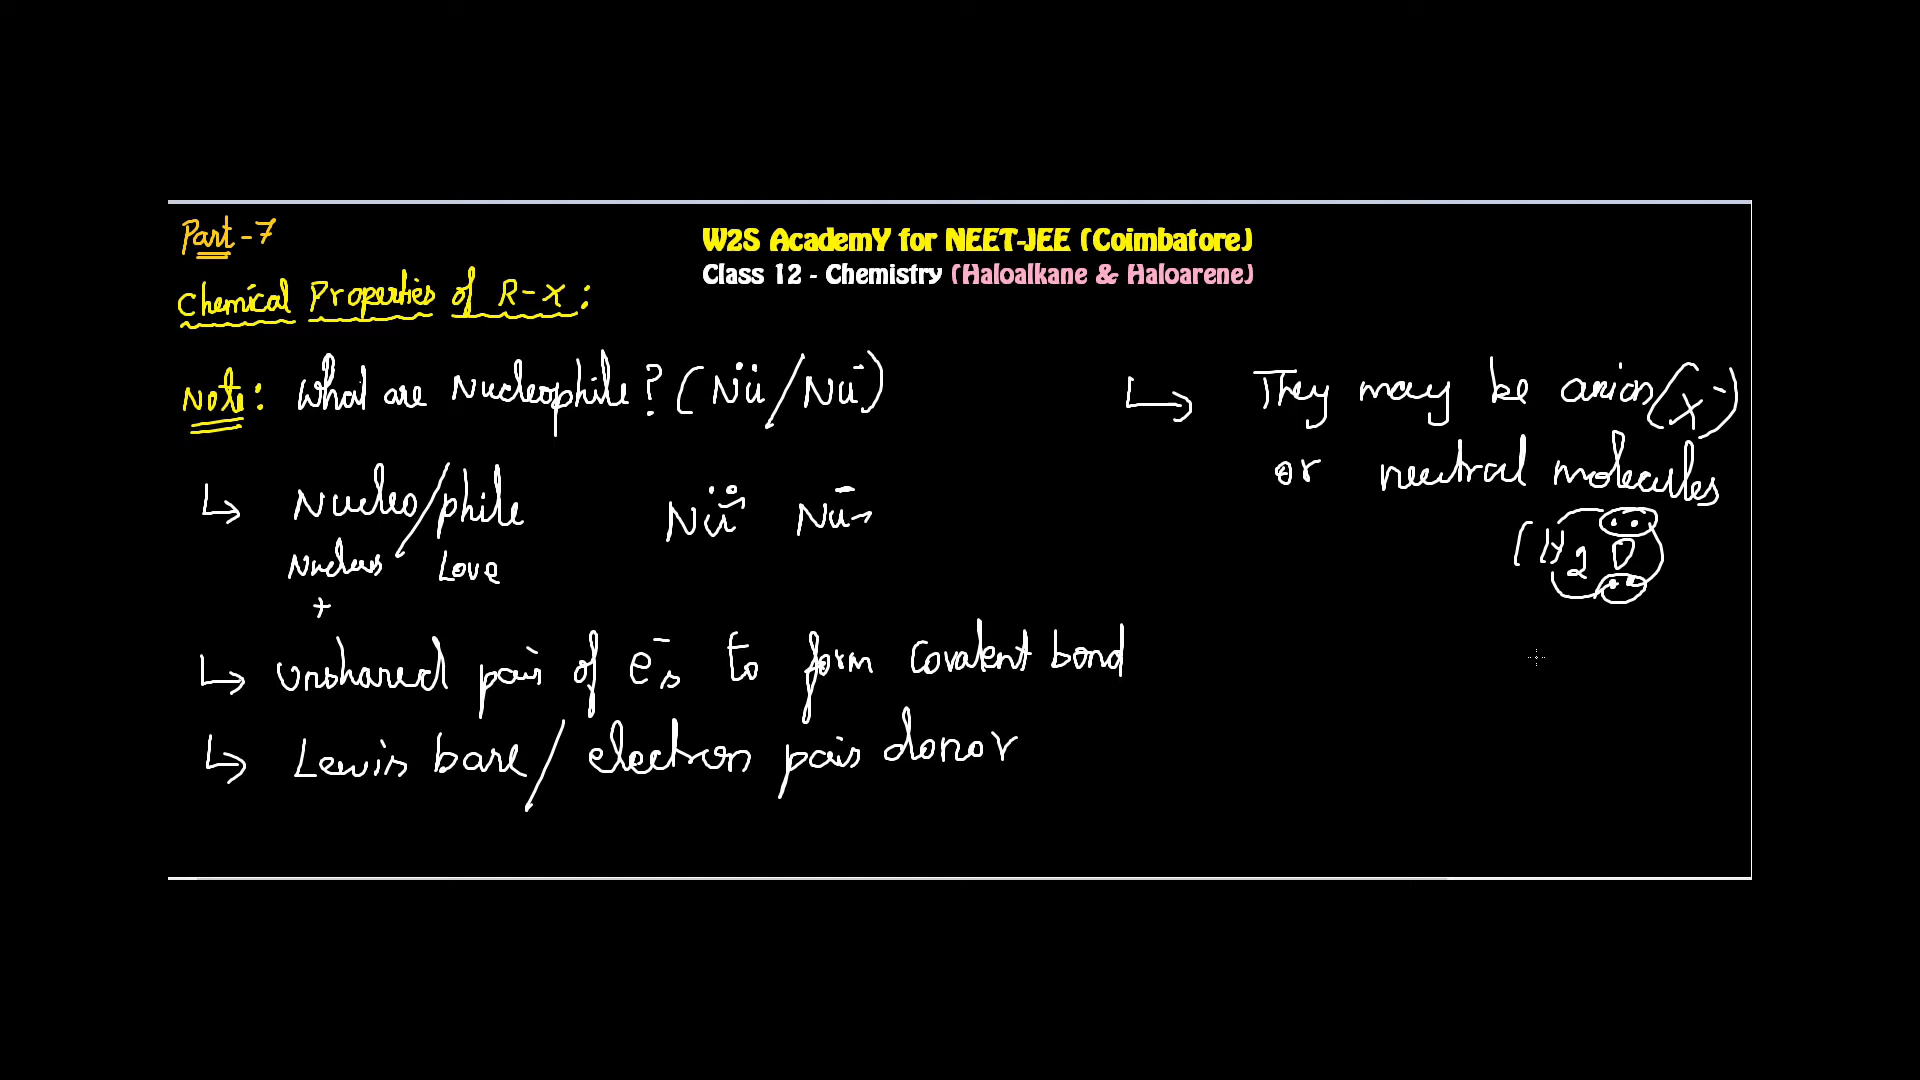 Part-7
W2S AcademY for NEET-JEE (Coimbatore)
Class 12 - Chemistry (Haloalkane & Haloarene)
Chemical Properties of R-X:
Note: What are Nucleophile? (Nü/Nu⁻)
↳ Nucleo/phile Nü Nu⁻
Nucleus Love
+
↳ unshared pair of e⁻s to form covalent bond
↳ Lewis base/electron pair donor
↳ They may be anion (X⁻)
or neutral molecules
(H2O